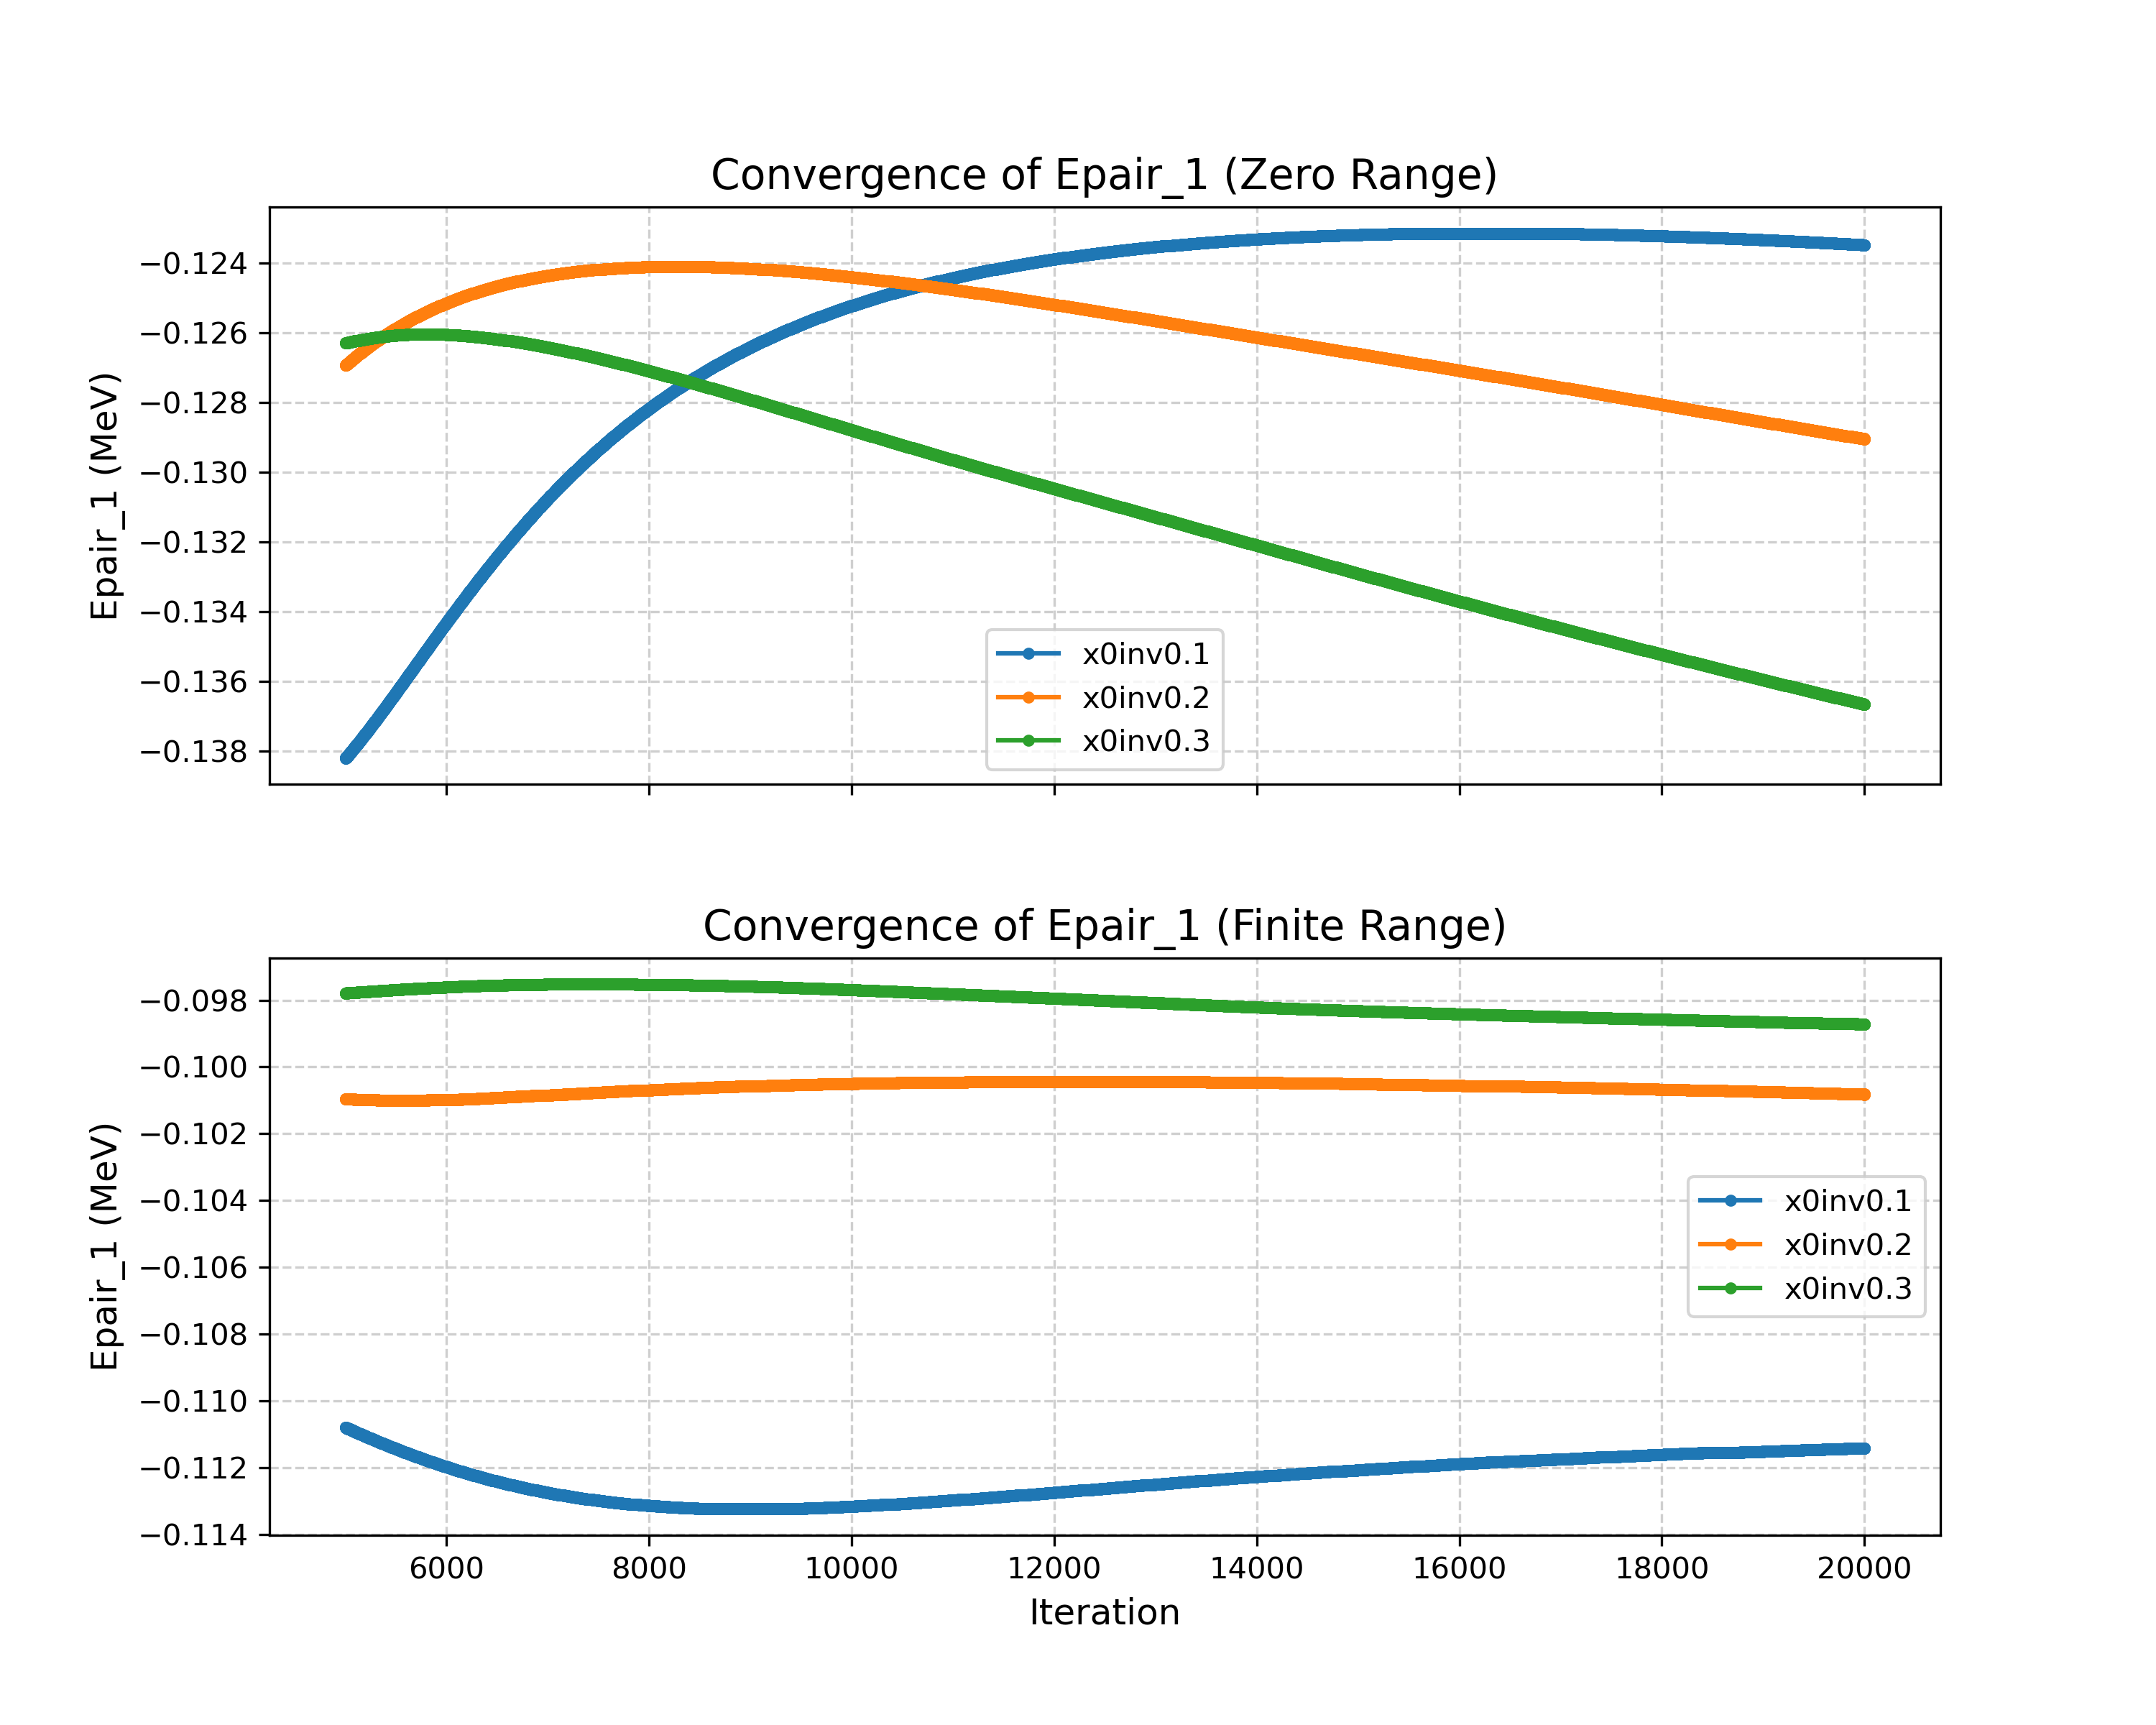 Convergence of Epair_1 (Zero Range)
Epair_1 (MeV)
−0.124
−0.126
−0.128
−0.130
−0.132
−0.134
−0.136
−0.138
x0inv0.1
x0inv0.2
x0inv0.3
Convergence of Epair_1 (Finite Range)
Epair_1 (MeV)
−0.098
−0.100
−0.102
−0.104
−0.106
−0.108
−0.110
−0.112
−0.114
x0inv0.1
x0inv0.2
x0inv0.3
6000 8000 10000 12000 14000 16000 18000 20000
Iteration